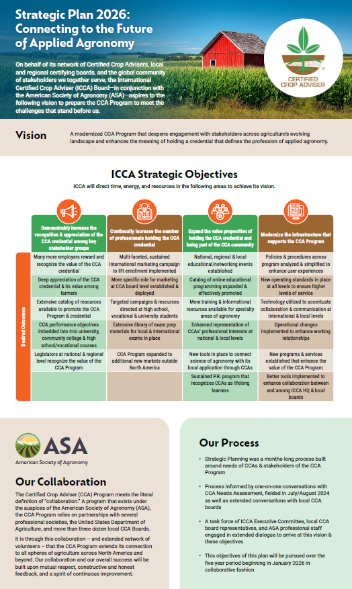 Strategic Plan 2026:
Connecting to the Future
of Applied Agronomy
On behalf of its network of Certified Crop Advisers, local
and regional certifying boards, and the global community
of stakeholders we together serve, the International
Certified Crop Adviser (ICCA) Board—in conjunction with
the American Society of Agronomy (ASA)—aspires to the
following vision to prepare the CCA Program to meet the
challenges that stand before us.
CERTIFIED
CROP ADVISER
Vision
A modernized CCA Program that deepens engagement with stakeholders across agriculture's evolving
landscape and enhances the meaning of holding a credential that defines the profession of applied agronomy.
ICCA Strategic Objectives
ICCA will direct time, energy, and resources in the following areas to achieve its vision.
Demonstrably increase the
recognition & appreciation of the
CCA credential among key
stakeholder groups
Continually increase the number
of professionals holding the CCA
credential
Expand the value proposition of
holding the CCA credential and
being part of the CCA community
Modernize the infrastructure that
supports the CCA Program
Desired Outcomes
Many more employers reward and
recognize the value of the CCA
credential
Multi-faceted, sustained
international marketing campaign
to lift enrollment implemented
National, regional & local
educational/networking events
established
Policies & procedures across
program analyzed & simplified to
enhance user experiences
Deep appreciation of the CCA
credential & its value among
farmers
More specific role for marketing
at CCA board level established &
deployed
Catalog of online educational
programming expanded &
effectively promoted
New operating standards in place
at all levels to ensure highest
levels of service
Extensive catalog of resources
available to promote the CCA
Program & credential
Targeted campaigns & resources
directed at high school,
vocational & university students
More training & informational
resources available for specialty
areas of agronomy
Technology utilized to accentuate
collaboration & communication at
international & local levels
CCA performance objectives
imbedded into into university,
community college & high
school/vocational courses
Extensive library of exam prep
materials for local & international
exams in place
Enhanced representation of
CCAs' professional interests at
national & local levels
Operational changes
implemented to enhance working
relationships
Legislators at national & regional
level recognize the value of the
CCA Program
CCA Program expanded to
additional new markets outside
North America
New tools in place to connect
science of agronomy with its
local application through CCAs
New programs & services
established that enhance the
value of the CCA Program
Sustained P.R. program that
recognizes CCAs as lifelong
learners
Better tools implemented to
enhance collaboration between
and among ICCA HQ & local
boards
ASA
American Society of Agronomy
Our Collaboration
The Certified Crop Adviser (CCA) Program meets the literal
definition of "collaboration." A program that exists under
the auspices of the American Society of Agronomy (ASA),
the CCA Program relies on partnerships with several
professional societies, the United States Department of
Agriculture, and more than three dozen local CCA Boards.
It is through this collaboration – and extended network of
volunteers – that the CCA Program extends its connection
to all spheres of agriculture across North America and
beyond. Our collaboration and our overall success will be
built upon mutual respect, constructive and honest
feedback, and a spirit of continuous improvement.
Our Process
• Strategic Planning was a months-long process built
around needs of CCAs & stakeholders of the CCA
Program
• Process informed by one-on-one conversations with
CCA Needs Assessment, fielded in July/August 2024
as well as extended conversations with local CCA
boards
• A task force of ICCA Executive Committee, local CCA
board representatives, and ASA professional staff
engaged in extended dialogue to arrive at this vision &
these objectives
• This objectives of this plan will be pursued over the
five year period beginning in January 2026 in
collaborative fashion